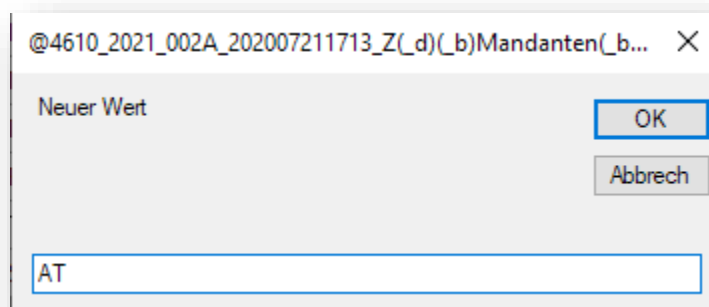 @4610_2021_002A_202007211713_Z(_d)(_b)Mandanten(_b...
Neuer Wert
OK
Abbrech
AT